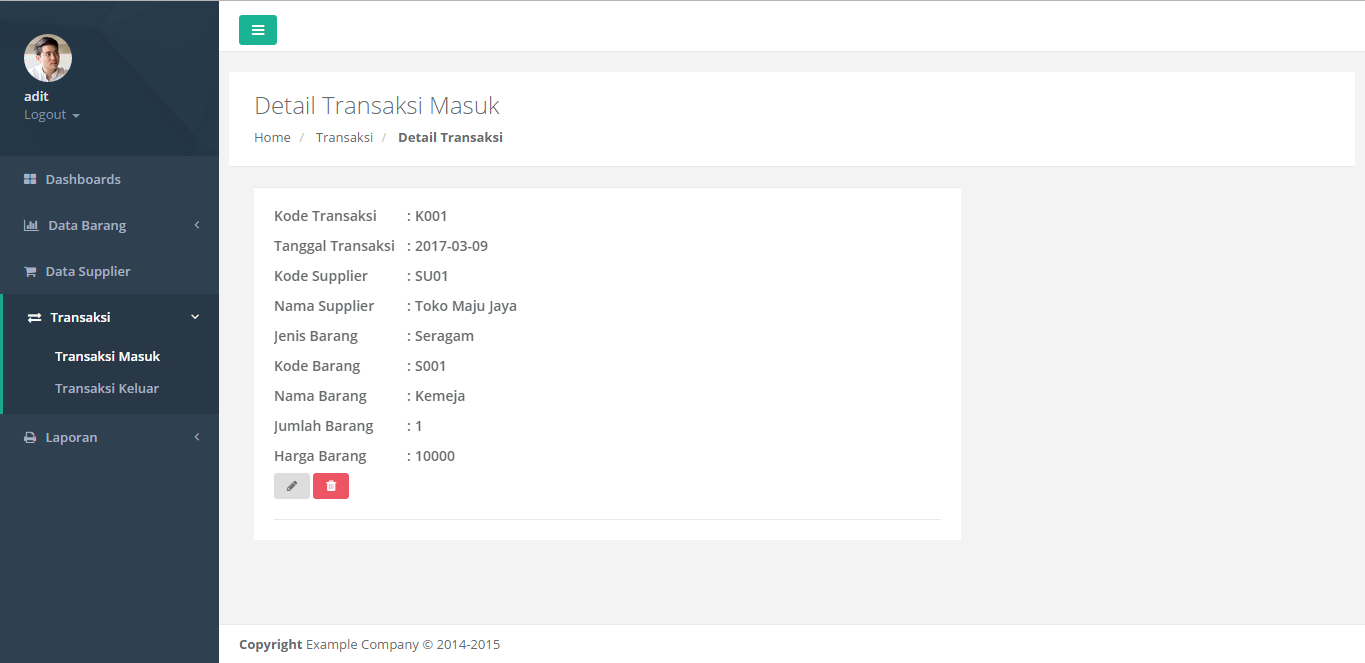 adit
Logout
Dashboards
Data Barang
Data Supplier
Transaksi
Transaksi Masuk
Transaksi Keluar
Laporan
Detail Transaksi Masuk
Home / Transaksi / Detail Transaksi
Kode Transaksi : K001
Tanggal Transaksi : 2017-03-09
Kode Supplier : SU01
Nama Supplier : Toko Maju Jaya
Jenis Barang : Seragam
Kode Barang : S001
Nama Barang : Kemeja
Jumlah Barang : 1
Harga Barang : 10000
Copyright Example Company © 2014-2015